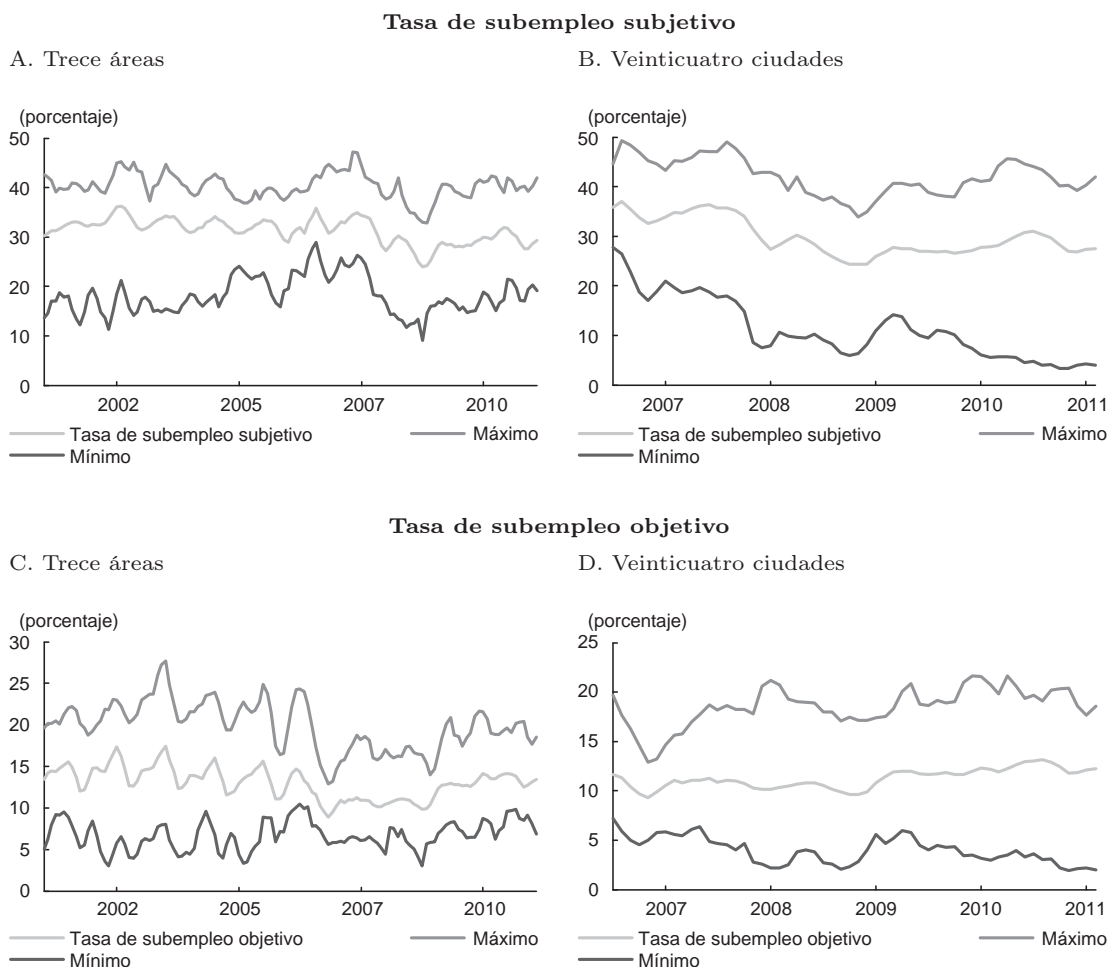 Tasa de subempleo subjetivo
A. Trece áreas
(porcentaje)
50
40
30
20
10
0
2002 2005 2007 2010
Tasa de subempleo subjetivo Máximo
Mínimo
B. Veinticuatro ciudades
(porcentaje)
50
40
30
20
10
0
2007 2008 2009 2010 2011
Tasa de subempleo subjetivo Máximo
Mínimo
Tasa de subempleo objetivo
C. Trece áreas
(porcentaje)
30
25
20
15
10
5
0
2002 2005 2007 2010
Tasa de subempleo objetivo Máximo
Mínimo
D. Veinticuatro ciudades
(porcentaje)
25
20
15
10
5
0
2007 2008 2009 2010 2011
Tasa de subempleo objetivo Máximo
Mínimo